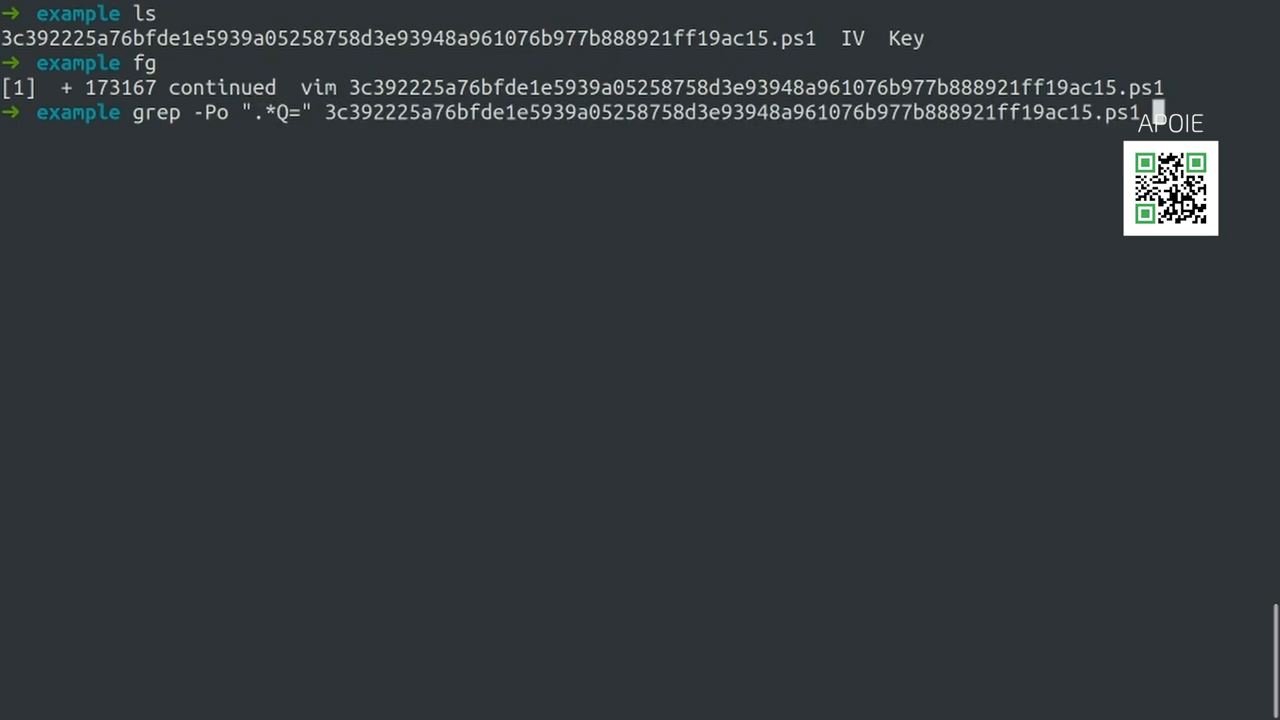 → example ls
3c392225a76bfde1e5939a05258758d3e93948a961076b977b888921ff19ac15.ps1 IV Key
→ example fg
[1] + 173167 continued vim 3c392225a76bfde1e5939a05258758d3e93948a961076b977b888921ff19ac15.ps1
→ example grep -Po ".*Q=" 3c392225a76bfde1e5939a05258758d3e93948a961076b977b888921ff19ac15.ps1
APOIE